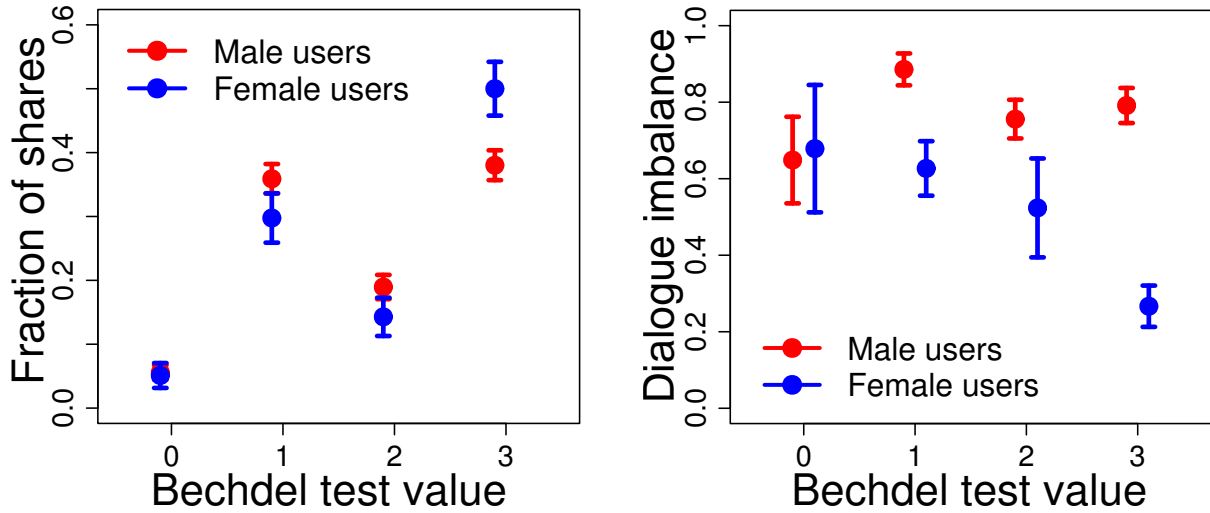 Fraction of shares
0.6
0.4
0.2
0.0
Male users
Female users
0 1 2 3
Bechdel test value
Dialogue imbalance
1.0
0.8
0.6
0.4
0.2
0.0
Male users
Female users
0 1 2 3
Bechdel test value